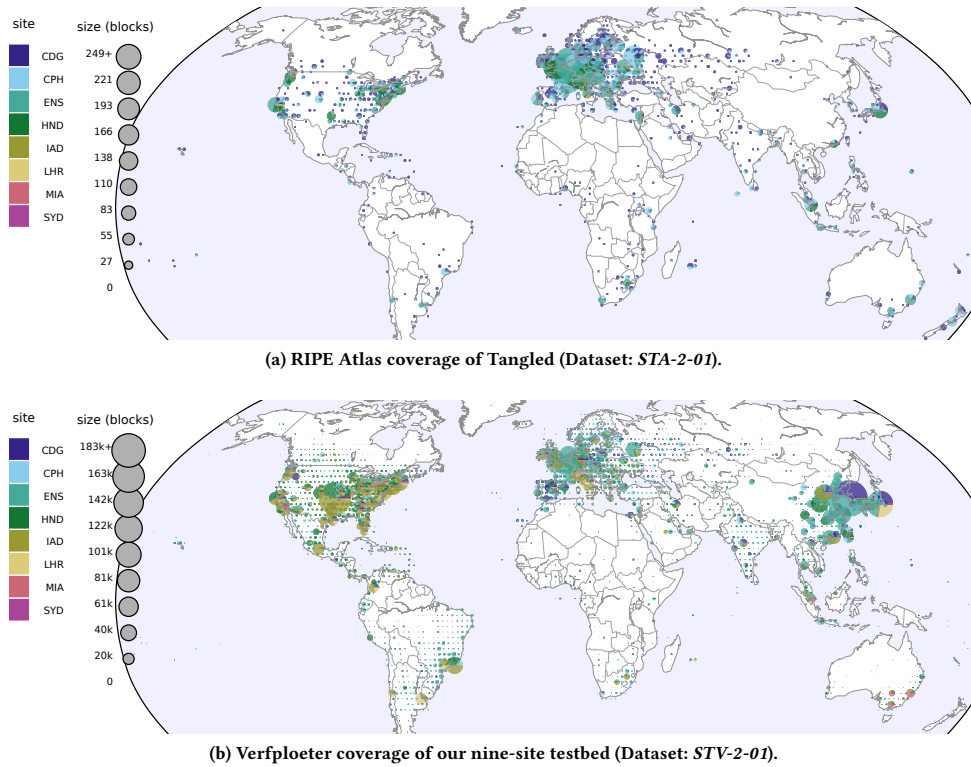 site
size (blocks)
CDG
CPH
ENS
HND
IAD
LHR
MIA
SYD
249+
221
193
166
138
110
83
55
27
0
(a) RIPE Atlas coverage of Tangled (Dataset: STA-2-01).
site
size (blocks)
CDG
CPH
ENS
HND
IAD
LHR
MIA
SYD
183k+
163k
142k
122k
101k
81k
61k
40k
20k
0
(b) Verfploeter coverage of our nine-site testbed (Dataset: STV-2-01).